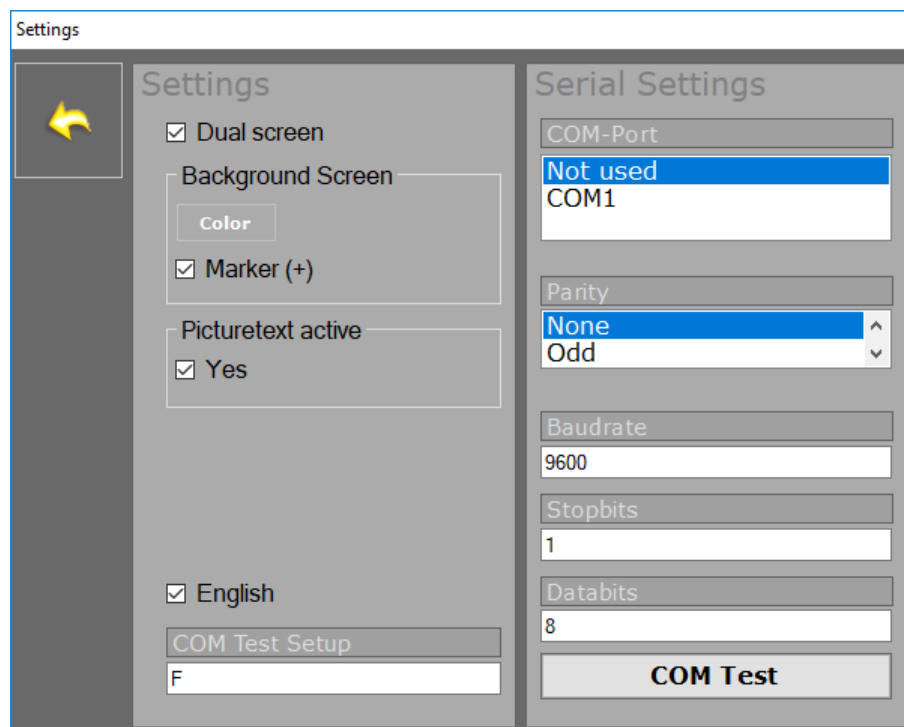 Settings
Settings
Dual screen
Background Screen
Color
Marker (+)
Picturetext active
Yes
English
COM Test Setup
F
Serial Settings
COM-Port
Not used
COM1
Parity
None
Odd
Baudrate
9600
Stopbits
1
Databits
8
COM Test